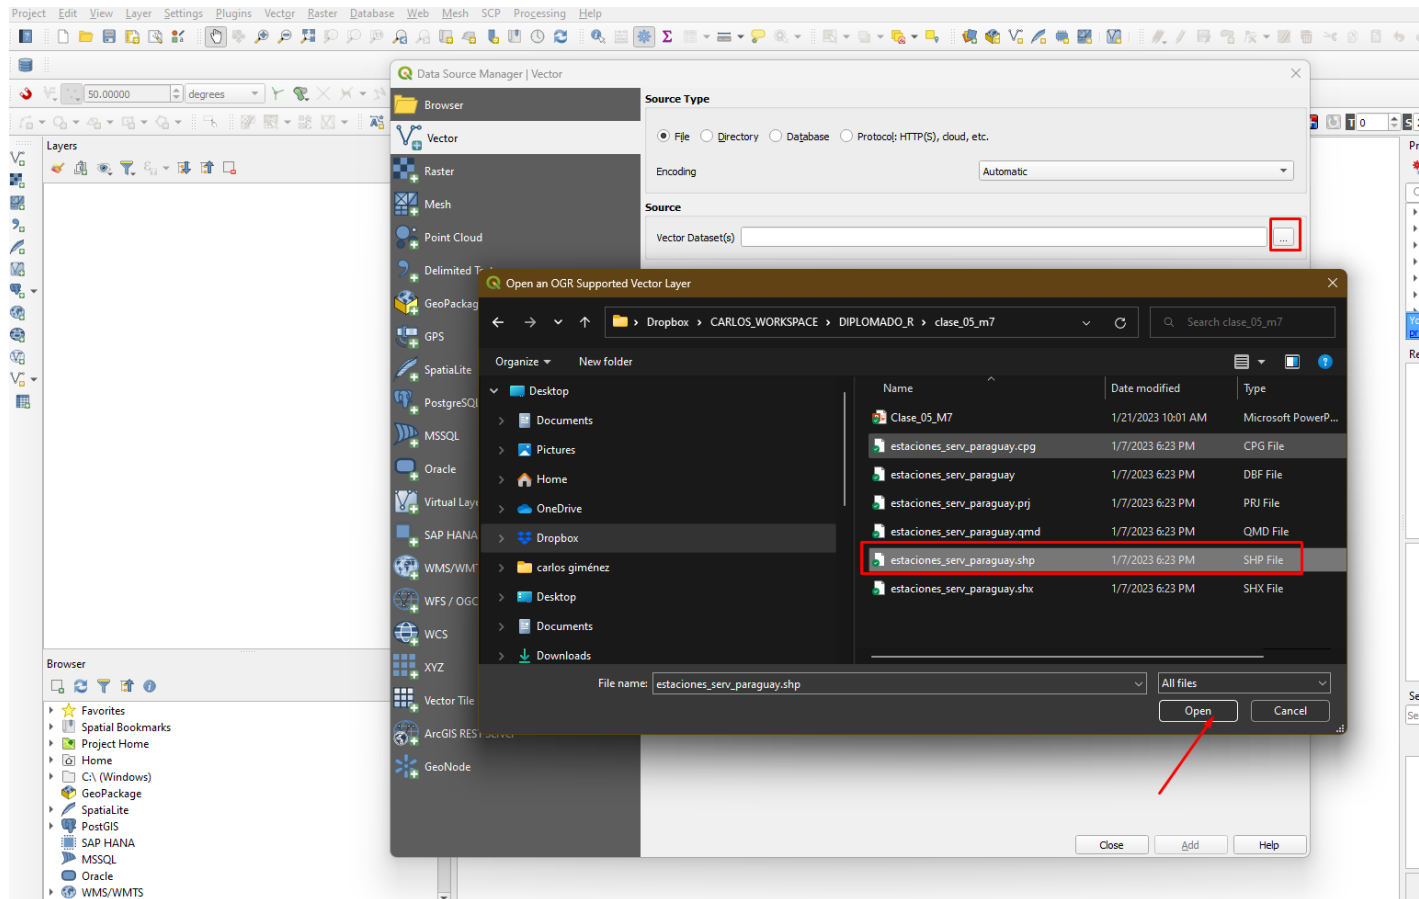 Project Edit View Layer Settings Plugins Vector Raster Database Web Mesh SCP Processing Help
50.00000 degrees
0
Layers
Browser
Favorites
Spatial Bookmarks
Project Home
Home
C:\ (Windows)
GeoPackage
SpatiaLite
PostGIS
SAP HANA
MSSQL
Oracle
WMS/WMTS
Data Source Manager | Vector
Browser
Vector
Raster
Mesh
Point Cloud
Delimited T
GeoPackag
GPS
SpatiaLite
PostgreSQL
MSSQL
Oracle
Virtual Laye
SAP HANA
WMS/WMT
WFS / OGC
WCS
XYZ
Vector Tile
ArcGIS REST Server
GeoNode
Source Type
File Directory Database Protocol: HTTP(S), cloud, etc.
Encoding Automatic
Source
Vector Dataset(s) ...
Close Add Help
Open an OGR Supported Vector Layer
Dropbox > CARLOS_WORKSPACE > DIPLOMADO_R > clase_05_m7
Search clase_05_m7
Organize New folder
Desktop
Documents
Pictures
Home
OneDrive
Dropbox
carlos giménez
Desktop
Documents
Downloads
Name Date modified Type
Clase_05_M7 1/21/2023 10:01 AM Microsoft PowerP...
estaciones_serv_paraguay.cpg 1/7/2023 6:23 PM CPG File
estaciones_serv_paraguay 1/7/2023 6:23 PM DBF File
estaciones_serv_paraguay.prj 1/7/2023 6:23 PM PRJ File
estaciones_serv_paraguay.qmd 1/7/2023 6:23 PM QMD File
estaciones_serv_paraguay.shp 1/7/2023 6:23 PM SHP File
estaciones_serv_paraguay.shx 1/7/2023 6:23 PM SHX File
File name: estaciones_serv_paraguay.shp All files
Open Cancel